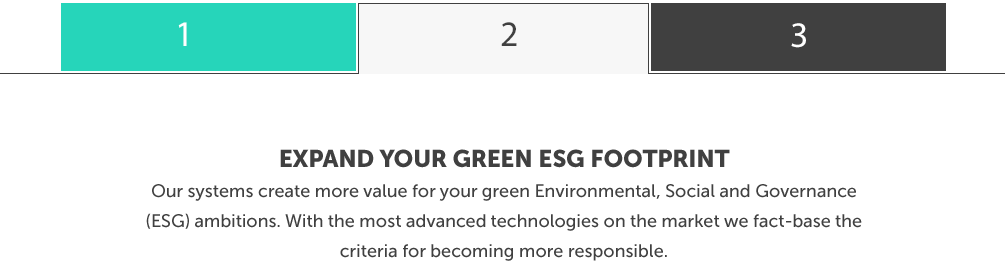 1
2
3
EXPAND YOUR GREEN ESG FOOTPRINT
Our systems create more value for your green Environmental, Social and Governance
(ESG) ambitions. With the most advanced technologies on the market we fact-base the
criteria for becoming more responsible.